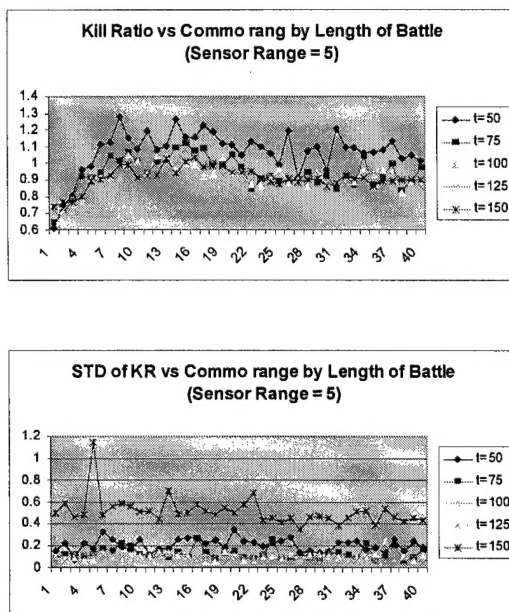 Kill Ratio vs Commo rang by Length of Battle
(Sensor Range = 5)
1.4
1.3
1.2
1.1
1
0.9
0.8
0.7
0.6
1 4 7 10 13 16 19 22 25 28 31 34 37 40
t=50
t=75
t=100
t=125
t=150
STD of KR vs Commo range by Length of Battle
(Sensor Range = 5)
1.2
1
0.8
0.6
0.4
0.2
0
1 4 7 10 13 16 19 22 25 28 31 34 37 40
t=50
t=75
t=100
t=125
t=150